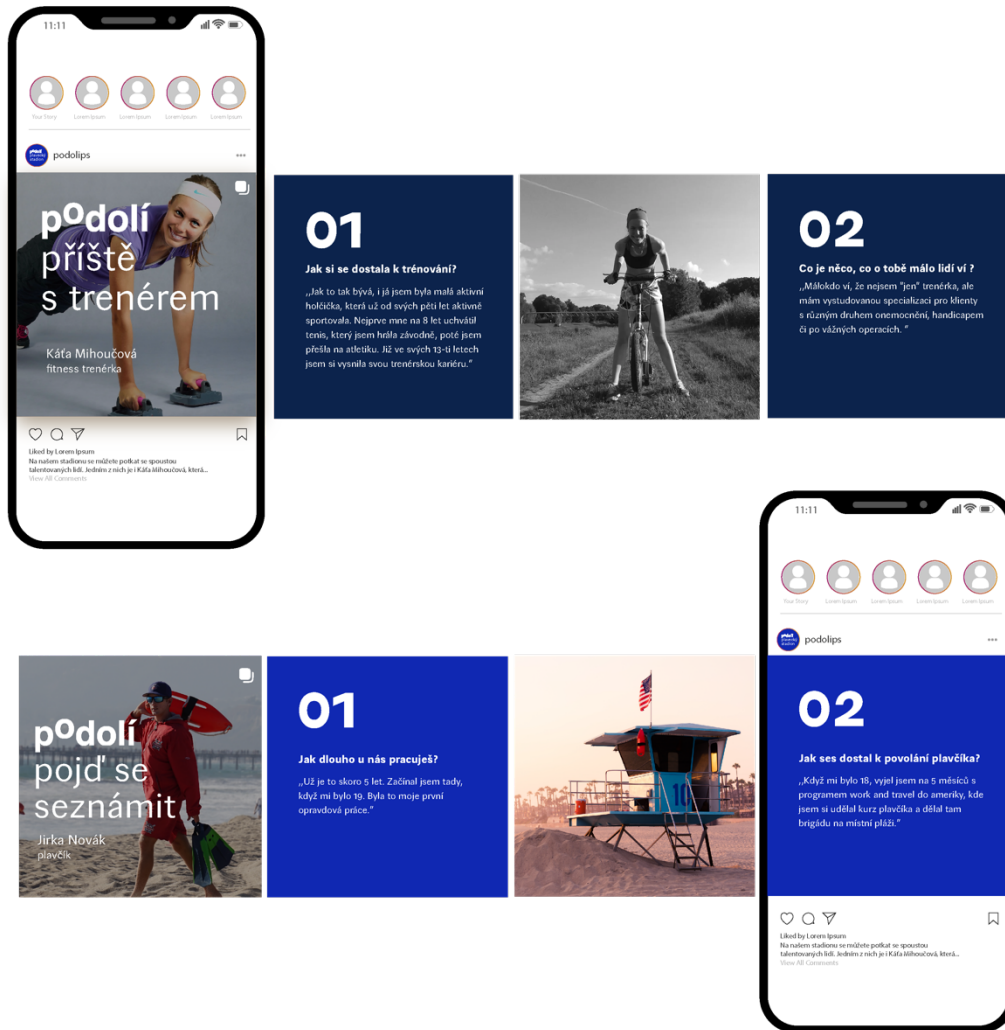 11:11
Your Story
Lorem Ipsum
Lorem Ipsum
Lorem Ipsum
Lorem Ipsum
podolí
podolips
podolí
příště
s trenérem
Káťa Mihoučová
fitness trenérka
Liked by Lorem Ipsum
Na našem stadionu se můžete potkat se spoustou
talentovaných lidí. Jedním z nich je i Káťa Mihoučová, která...
View All Comments
01
Jak si se dostala k trénování?
,,Jak to tak bývá, i já jsem byla malá aktivní
holčička, která už od svých pěti let aktivně
sportovala. Nejprve mne na 8 let uchvátil
tenis, který jsem hrála závodně, poté jsem
přešla na atletiku. Již ve svých 13-ti letech
jsem si vysnila svou trenérskou kariéru.“
02
Co je něco, co o tobě málo lidí ví ?
,,Málokdo ví, že nejsem "jen" trenérka, ale
mám vystudovanou specializaci pro klienty
s různým druhem onemocnění, handicapem
či po vážných operacích. “
podolí
pojď se
seznámit
Jirka Novák
plavčík
01
Jak dlouho u nás pracuješ?
,,Už je to skoro 5 let. Začínal jsem tady,
když mi bylo 19. Byla to moje první
opravdová práce.“
10
11:11
Your Story
Lorem Ipsum
Lorem Ipsum
Lorem Ipsum
Lorem Ipsum
podolí
podolips
02
Jak ses dostal k povolání plavčíka?
,,Když mi bylo 18, vyjel jsem na 5 měsíců s
programem work and travel do ameriky, kde
jsem si udělal kurz plavčíka a dělal tam
brigádu na místní pláži.“
Liked by Lorem Ipsum
Na našem stadionu se můžete potkat se spoustou
talentovaných lidí. Jedním z nich je i Káťa Mihoučová, která...
View All Comments